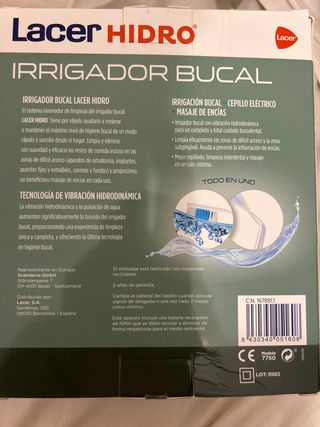 Lacer HIDRO®
Lacer
IRRIGADOR BUCAL
IRRIGADOR BUCAL LACER HIDRO
El sistema innovador de limpieza del irrigador bucal
LACER HIDRO® tiene por objeto ayudarle a mejorar
y mantener el máximo nivel de higiene bucal de un modo
rápido y sencillo desde el hogar. Limpia y elimina
con suavidad y eficacia los restos de comida incluso en las
zonas de difícil acceso (aparatos de ortodoncia, implantes,
puentes fijos y extraíbles, coronas y fundas) y proporciona
un beneficioso masaje de encías en cada uso.
TECNOLOGÍA DE VIBRACIÓN HIDRODINÁMICA
La vibración hidrodinámica y la pulsación de agua
aumentan significativamente la función del irrigador
bucal, proporcionando una experiencia de limpieza
única y completa, y ofreciendo la última tecnología
en higiene bucal.
IRRIGACIÓN BUCAL CEPILLO ELÉCTRICO
MASAJE DE ENCÍAS
• Irrigador bucal con vibración hidrodinámica
para un completo y total cuidado bucodental.
• Limpia eficazmente las zonas de difícil acceso y la zona
subgingival. Ayuda a prevenir la inflamación de encías.
• Mejor cepillado, limpieza interdental y masaje
en un solo sistema.
TODO EN UNO
Representante en Europa:
Scanderra GmbH
Stänzlergasse 7
CH-4051 Basel - Switzerland
Distribuido por:
Lacer, S.A.
Sardenya, 350
08025 Barcelona - España
El embalaje está fabricado con materiales
reciclables.
2 años de garantía.
Cambie el cabezal del cepillo cuando aprecie
signos de desgaste o una vez cada 3 meses
como mínimo.
Este aparato incluye una batería recargable
de NiMH que se debe reciclar o eliminar de
forma respetuosa para el medio ambiente.
C.N. 167891.1
8 430340 051608
CE
Modelo
7750
LOT: R003